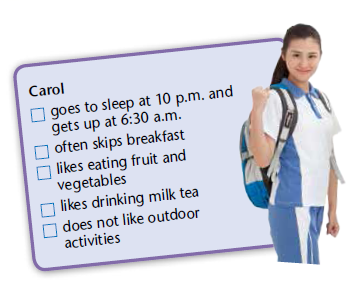 Carol
goes to sleep at 10 p.m. and
gets up at 6:30 a.m.
often skips breakfast
likes eating fruit and
vegetables
likes drinking milk tea
does not like outdoor
activities